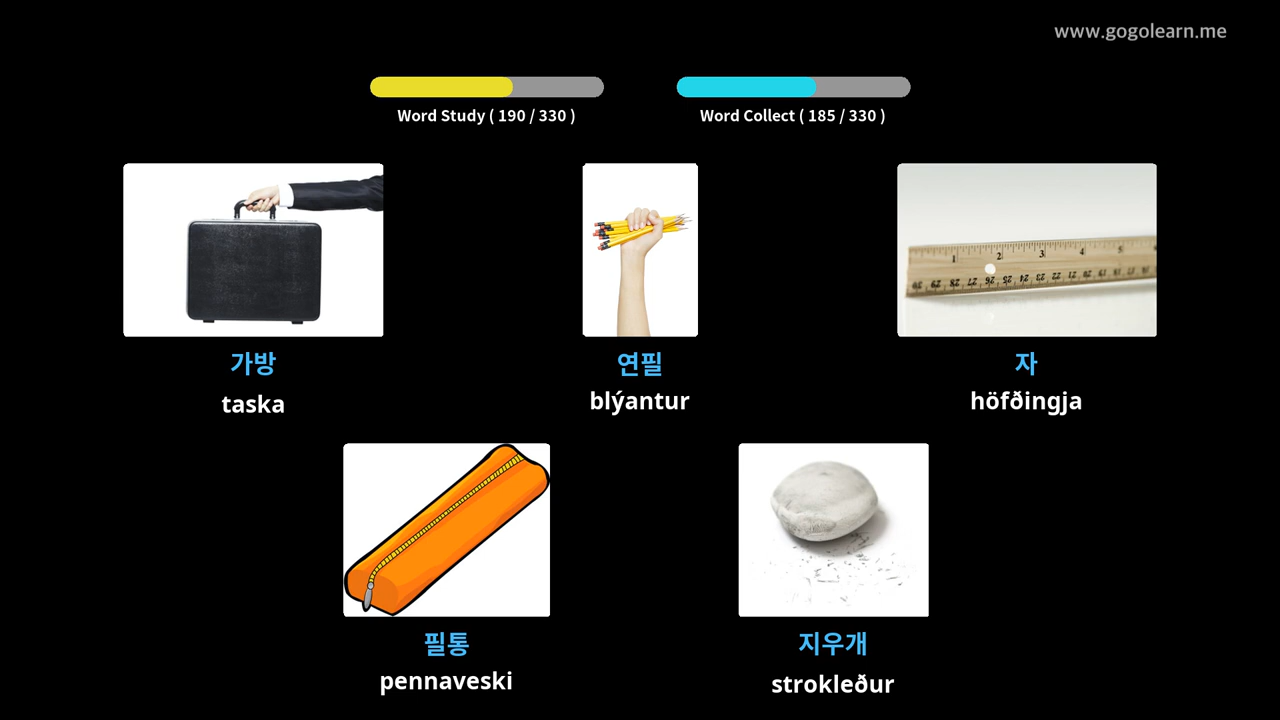 www.gogolearn.me
Word Study ( 190 / 330 )
Word Collect ( 185 / 330 )
가방
taska
연필
blýantur
자
höfðingja
필통
pennaveski
지우개
strokleður